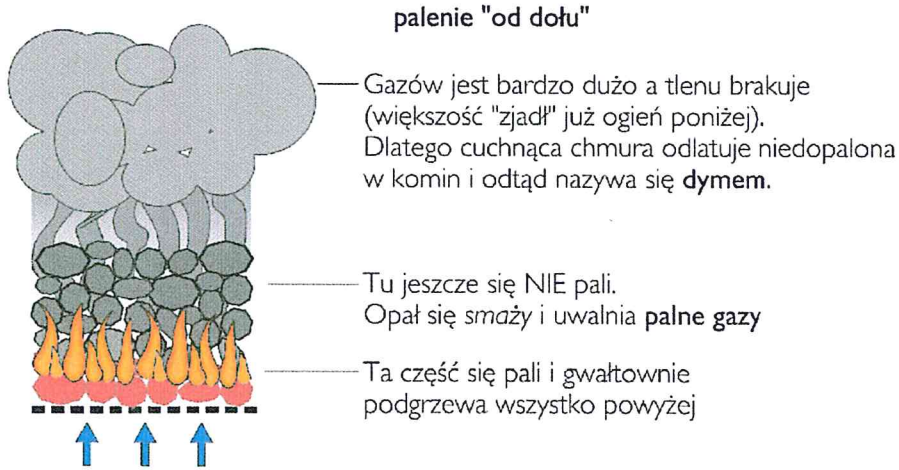 palenie "od dołu"
Gazów jest bardzo dużo a tlenu brakuje
(większość "zjadł" już ogień poniżej).
Dlatego cuchnąca chmura odlatuje niedopalona
w komin i odtąd nazywa się dymem.
Tu jeszcze się NIE pali.
Opał się smaży i uwalnia palne gazy
Ta część się pali i gwałtownie
podgrzewa wszystko powyżej